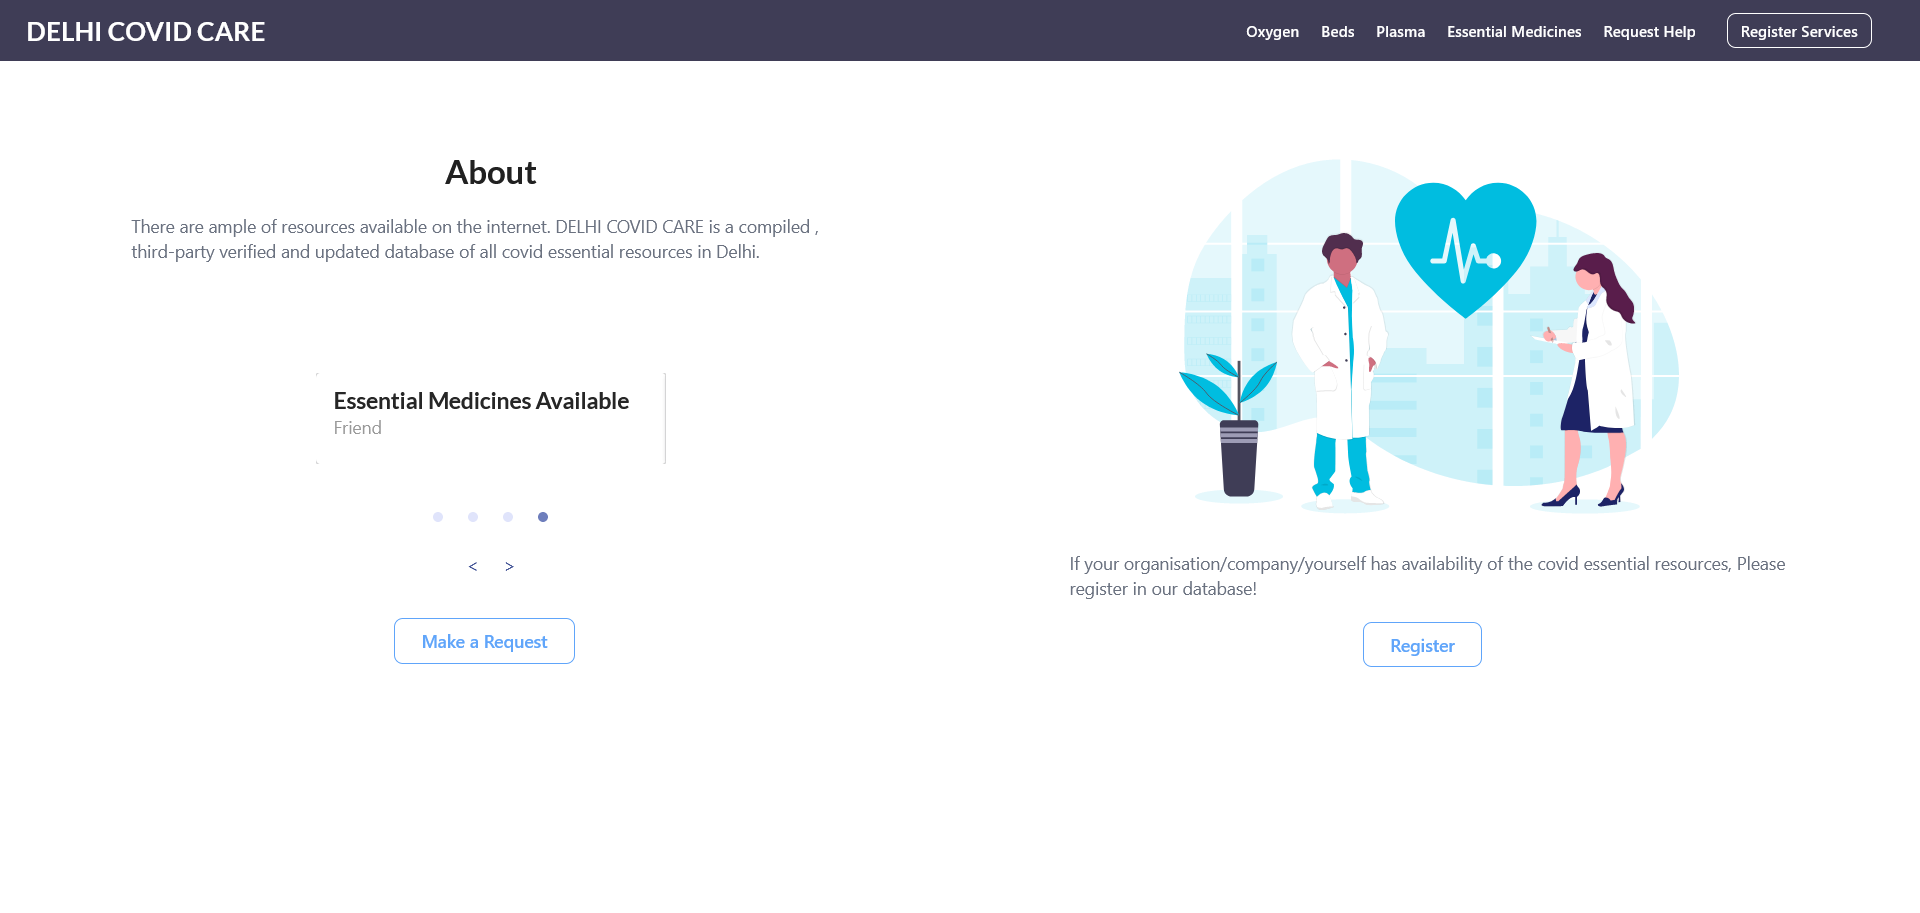 DELHI COVID CARE
Oxygen Beds Plasma Essential Medicines Request Help Register Services
About
There are ample of resources available on the internet. DELHI COVID CARE is a compiled ,
third-party verified and updated database of all covid essential resources in Delhi.
Essential Medicines Available
Friend
< >
Make a Request
If your organisation/company/yourself has availability of the covid essential resources, Please
register in our database!
Register